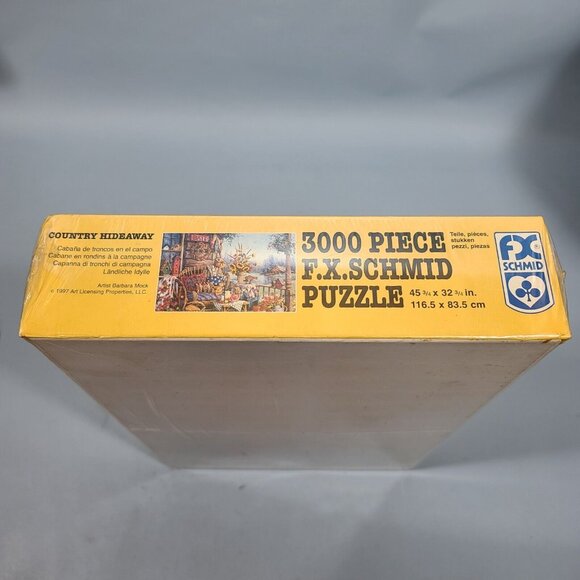 COUNTRY HIDEAWAY
Cabaña de troncos en el campo
Cabane en rondins à la campagne
Capanna di tronchi di campagna
Ländliche Idylle
Artist Barbara Mock
© 1997 Art Licensing Properties, LLC.
3000 PIECE
F.X.SCHMID
PUZZLE
Teile, pièces,
stukken
pezzi, piezas
45 3/4 x 32 3/4 in.
116.5 x 83.5 cm
FX
SCHMID